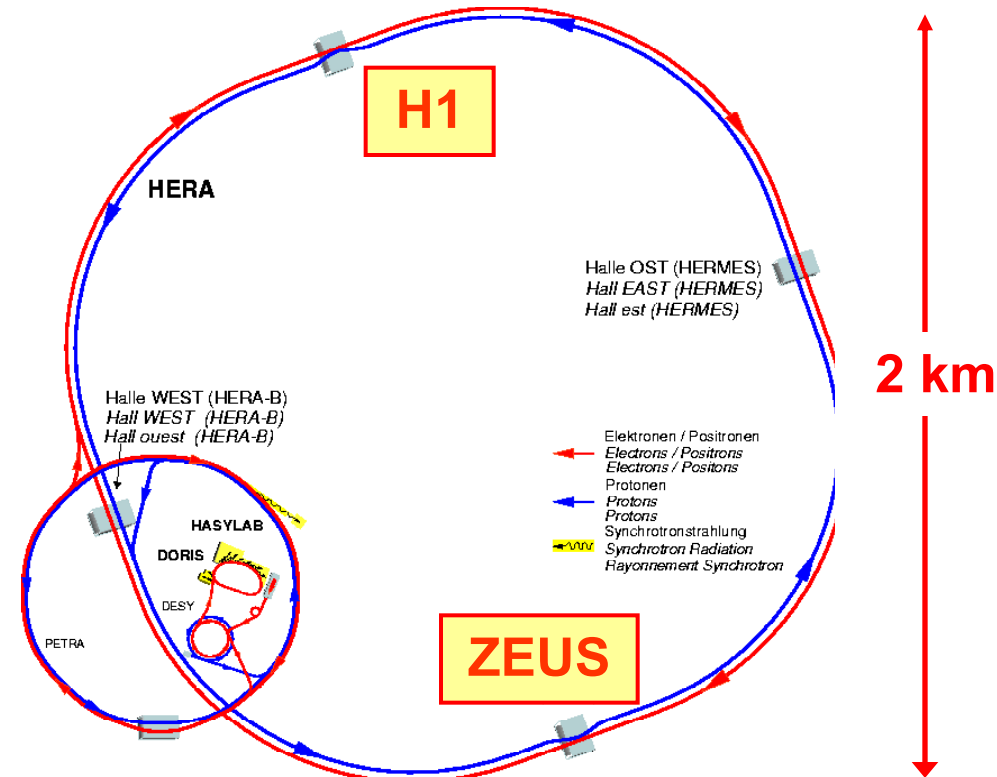 H1
HERA
Halle OST (HERMES)
Hall EAST (HERMES)
Hall est (HERMES)
2 km
Halle WEST (HERA-B)
Hall WEST (HERA-B)
Hall ouest (HERA-B)
Elektronen / Positronen
Electrons / Positrons
Electrons / Positons
Protonen
Protons
Protons
Synchrotronstrahlung
Synchrotron Radiation
Rayonnement Synchrotron
HASYLAB
DORIS
DESY
PETRA
ZEUS